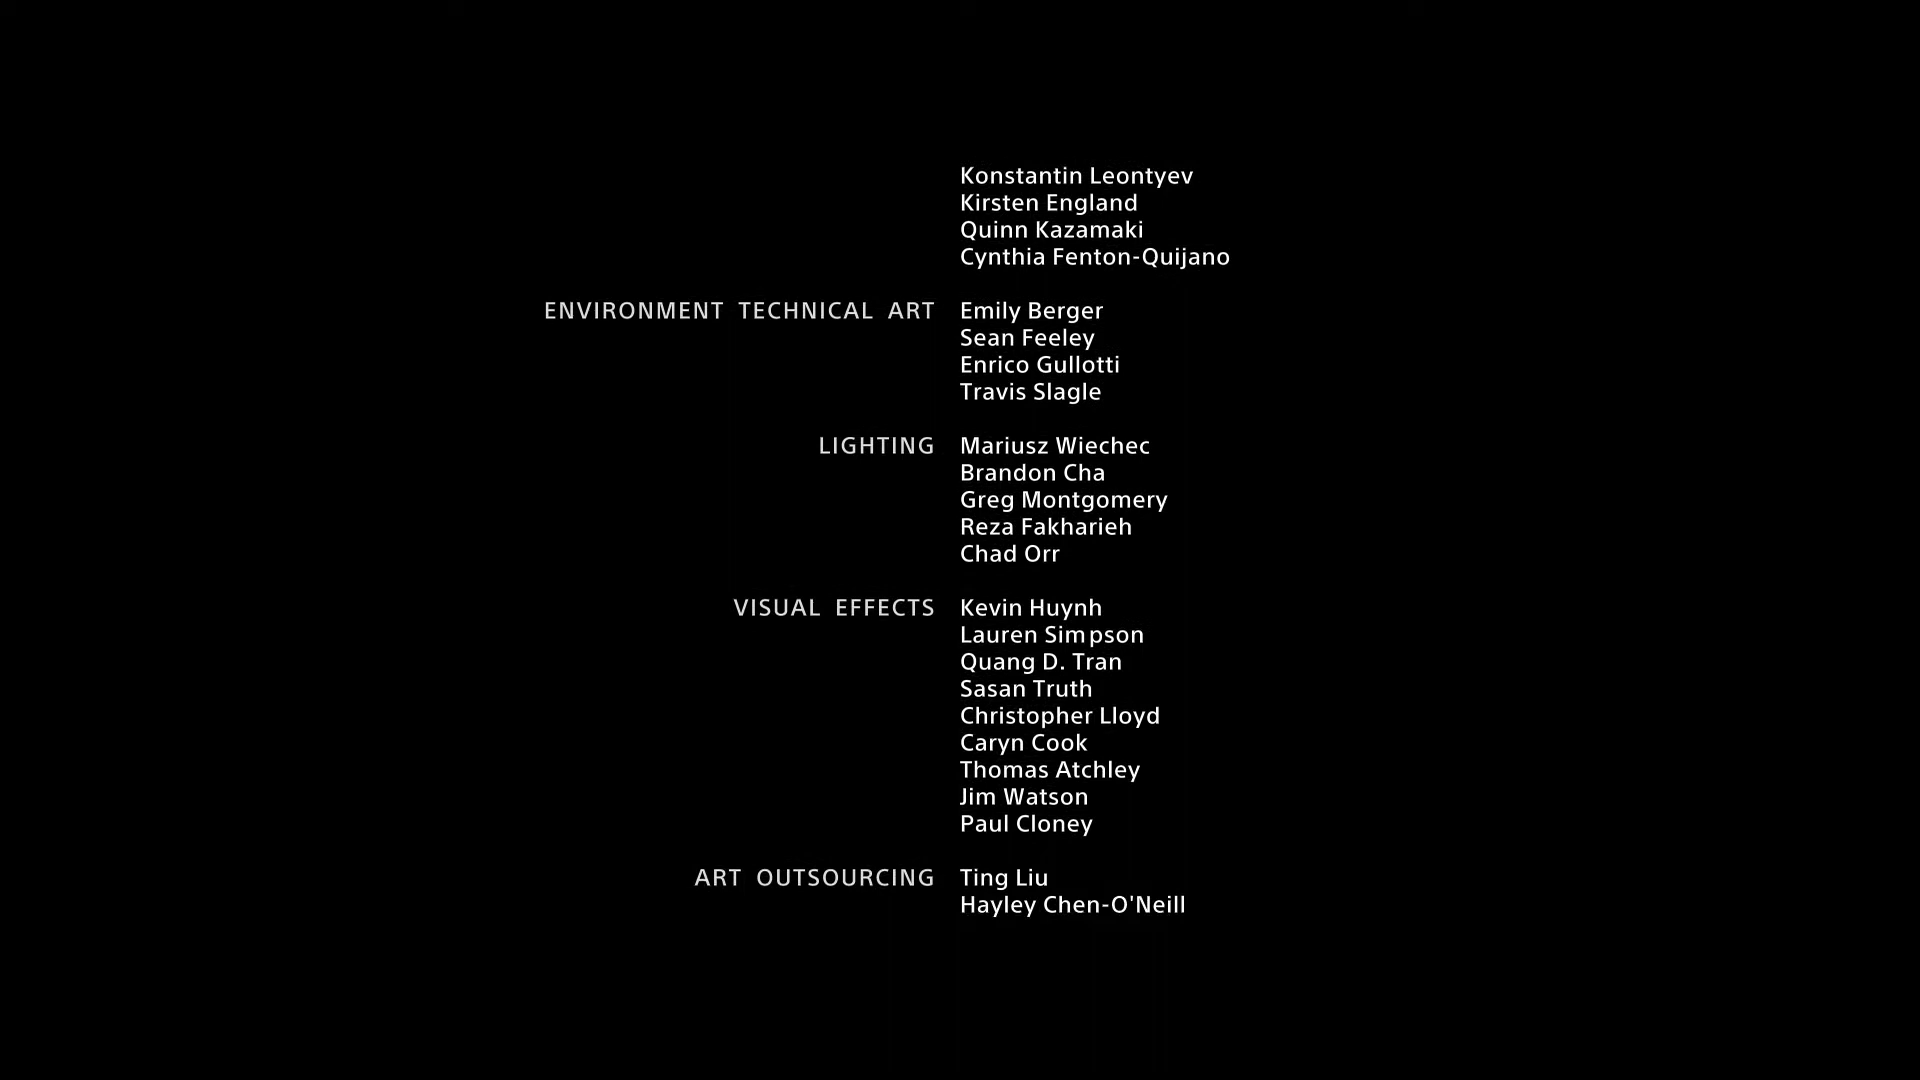 Konstantin Leontyev
Kirsten England
Quinn Kazamaki
Cynthia Fenton-Quijano
ENVIRONMENT TECHNICAL ART Emily Berger
Sean Feeley
Enrico Gullotti
Travis Slagle
LIGHTING Mariusz Wiechec
Brandon Cha
Greg Montgomery
Reza Fakharieh
Chad Orr
VISUAL EFFECTS Kevin Huynh
Lauren Simpson
Quang D. Tran
Sasan Truth
Christopher Lloyd
Caryn Cook
Thomas Atchley
Jim Watson
Paul Cloney
ART OUTSOURCING Ting Liu
Hayley Chen-O'Neill